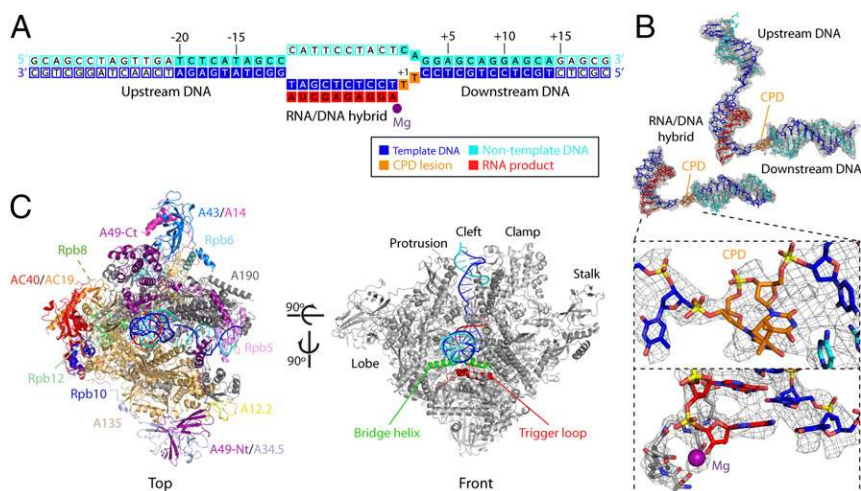 A
-20 -15 +5 +10 +15
CATTCCTACTCA
5′ GCAGCCTAGTTGATCTCATAGCC GGAGCAGGAGCAGAGCG 3′
3′ CGTCGGATCAACTAGAGTATCGG +1 CCTCGTCCTCGTCTCGC 5′
TAGCTCTCCTTT
AUCGAGAGGA
Upstream DNA
Downstream DNA
RNA/DNA hybrid
Mg
Template DNA
Non-template DNA
CPD lesion
RNA product
B
Upstream DNA
CPD
RNA/DNA
hybrid
CPD
Downstream DNA
CPD
Mg
C
A43/A14
A49-Ct
Rpb6
Rpb8
AC40/AC19
A190
Rpb5
Rpb12
Rpb10
A12.2
A135
A49-Nt/A34.5
Top
90°
90°
Cleft
Protrusion
Clamp
Stalk
Lobe
Bridge helix
Trigger loop
Front